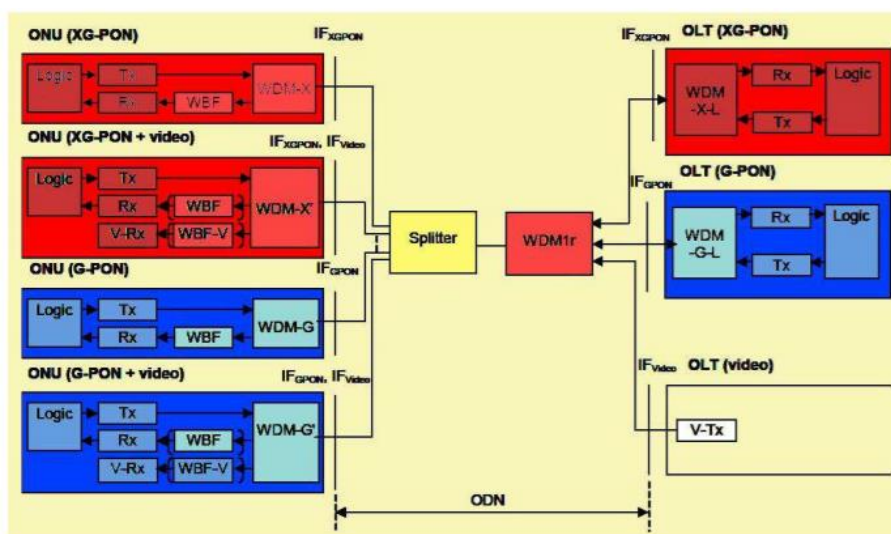 ONU (XG-PON)
IFXGPON
Logic
Tx
Rx
WBF
WDM-X
ONU (XG-PON + video)
IFXGPON, IFVideo
Logic
Tx
Rx
WBF
V-Rx
WBF-V
WDM-X'
ONU (G-PON)
IFGPON
Logic
Tx
Rx
WBF
WDM-G
ONU (G-PON + video)
IFGPON, IFVideo
Logic
Tx
Rx
WBF
V-Rx
WBF-V
WDM-G'
Splitter
WDM1r
ODN
IFXGPON
OLT (XG-PON)
WDM
-X-L
Rx
Tx
Logic
IFGPON
OLT (G-PON)
WDM
-G-L
Rx
Tx
Logic
IFVideo
OLT (video)
V-Tx